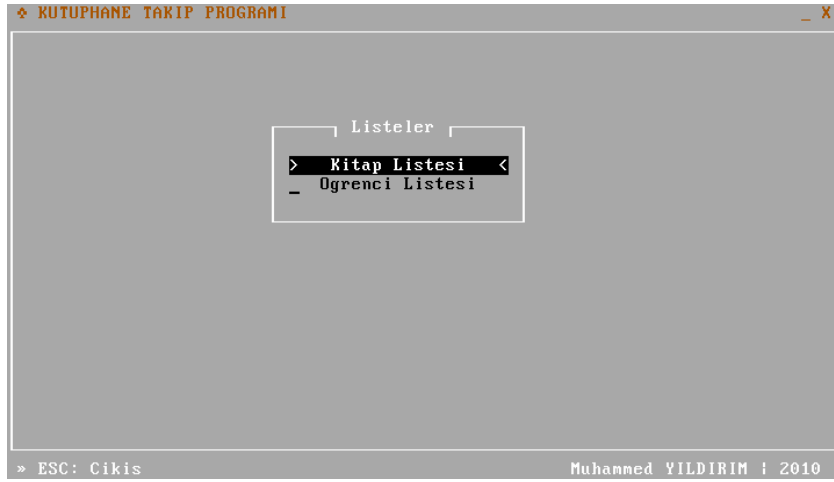 KUTUPHANE TAKIP PROGRAMI _ X
Listeler
> Kitap Listesi <
Ogrenci Listesi
» ESC: Cikis Muhammed YILDIRIM ¦ 2010